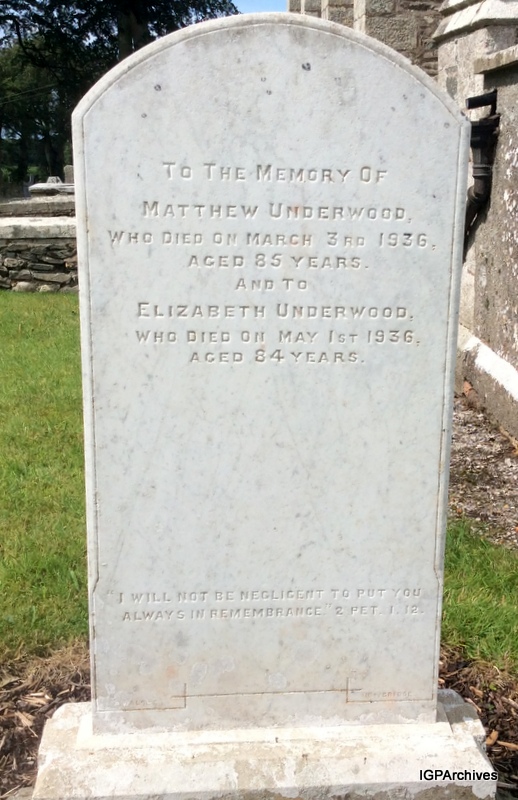 To The Memory Of
Matthew Underwood,
Who Died on March 3rd 1936,
Aged 85 Years.
And To
Elizabeth Underwood,
Who Died on May 1st 1936,
Aged 84 Years.
"I WILL NOT BE NEGLIGENT TO PUT YOU
ALWAYS IN REMEMBRANCE." 2 PET. 1. 12.
IGPArchives